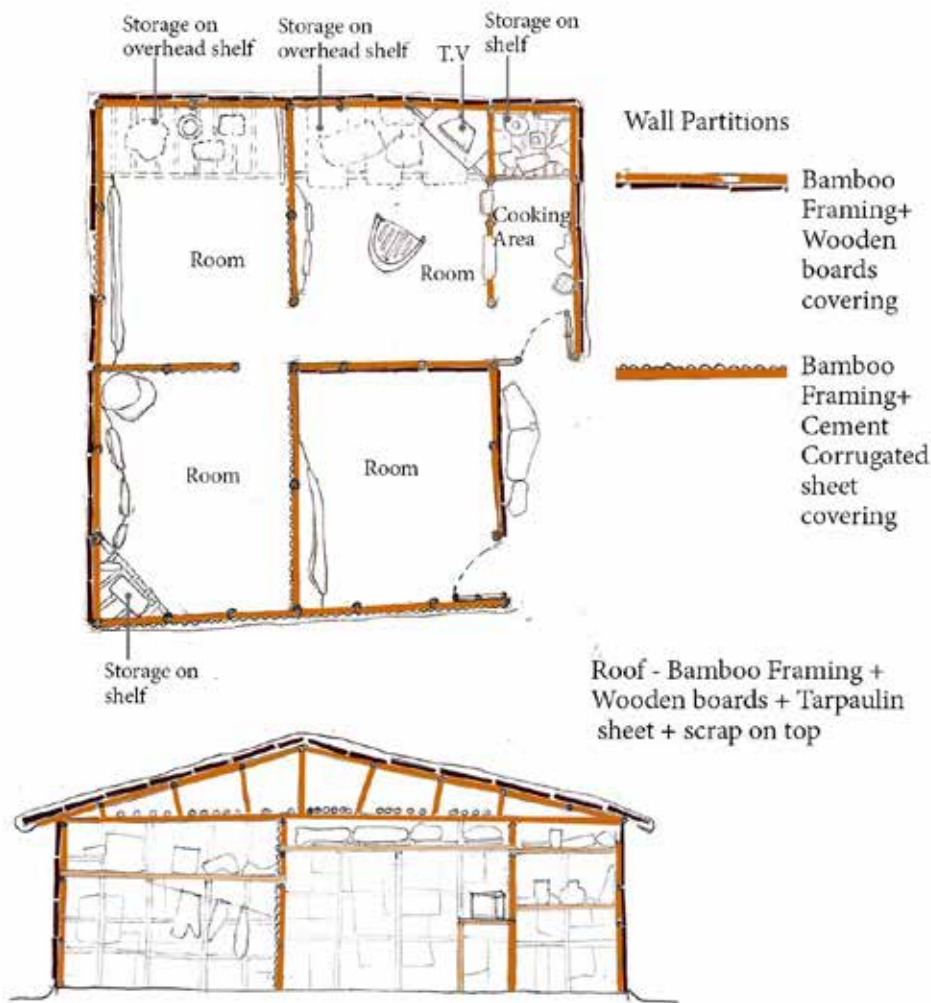 Storage on
overhead shelf
Storage on
overhead shelf
T.V
Storage on
shelf
Wall Partitions
Bamboo
Framing+
Wooden
boards
covering
Room
Room
Cooking
Area
Bamboo
Framing+
Cement
Corrugated
sheet
covering
Room
Room
Storage on
shelf
Roof - Bamboo Framing +
Wooden boards + Tarpaulin
sheet + scrap on top